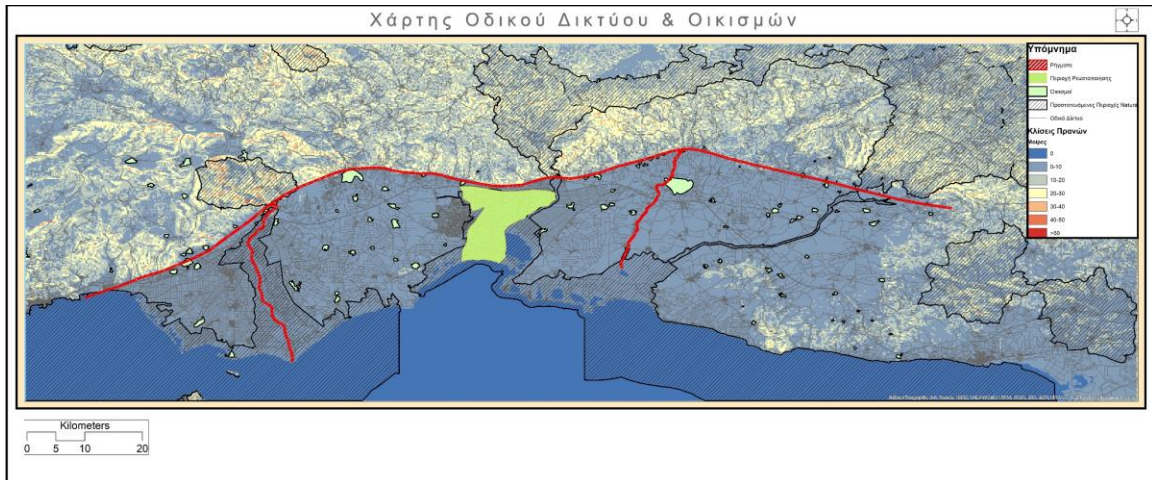 Χάρτης Οδικού Δικτύου & Οικισμών
Υπόμνημα
Ρήγματα
Περιοχή Ρευστοποίησης
Οικισμοί
Προστατευόμενες Περιοχές Natura
Οδικό Δίκτυο
Κλίσεις Πρανών
Μοίρες
0
0-10
10-20
20-30
30-40
40-50
>50
Kilometers
0 5 10 20